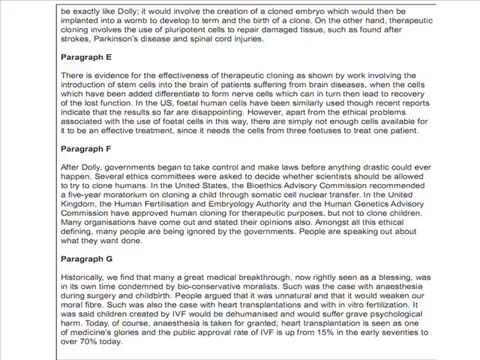 be exactly like Dolly; it would involve the creation of a cloned embryo which would then be
implanted into a womb to develop to term and the birth of a clone. On the other hand, therapeutic
cloning involves the use of pluripotent cells to repair damaged tissue, such as found after
strokes, Parkinson's disease and spinal cord injuries.
Paragraph E
There is evidence for the effectiveness of therapeutic cloning as shown by work involving the
introduction of stem cells into the brain of patients suffering from brain diseases, when the cells
which have been added differentiate to form nerve cells which can in turn then lead to recovery
of the lost function. In the US, foetal human cells have been similarly used though recent reports
indicate that the results so far are disappointing. However, apart from the ethical problems
associated with the use of foetal cells in this way, there are simply not enough cells available for
it to be an effective treatment, since it needs the cells from three foetuses to treat one patient.
Paragraph F
After Dolly, governments began to take control and make laws before anything drastic could ever
happen. Several ethics committees were asked to decide whether scientists should be allowed
to try to clone humans. In the United States, the Bioethics Advisory Commission recommended
a five-year moratorium on cloning a child through somatic cell nuclear transfer. In the United
Kingdom, the Human Fertilisation and Embryology Authority and the Human Genetics Advisory
Commission have approved human cloning for therapeutic purposes, but not to clone children.
Many organisations have come out and stated their opinions also. Amongst all this ethical
defining, many people are being ignored by the governments. People are speaking out about
what they want done.
Paragraph G
Historically, we find that many a great medical breakthrough, now rightly seen as a blessing, was
in its own time condemned by bio-conservative moralists. Such was the case with anaesthesia
during surgery and childbirth. People argued that it was unnatural and that it would weaken our
moral fibre. Such was also the case with heart transplantations and with in vitro fertilization. It
was said children created by IVF would be dehumanised and would suffer grave psychological
harm. Today, of course, anaesthesia is taken for granted; heart transplantation is seen as one
of medicine's glories and the public approval rate of IVF is up from 15% in the early seventies to
over 70% today.